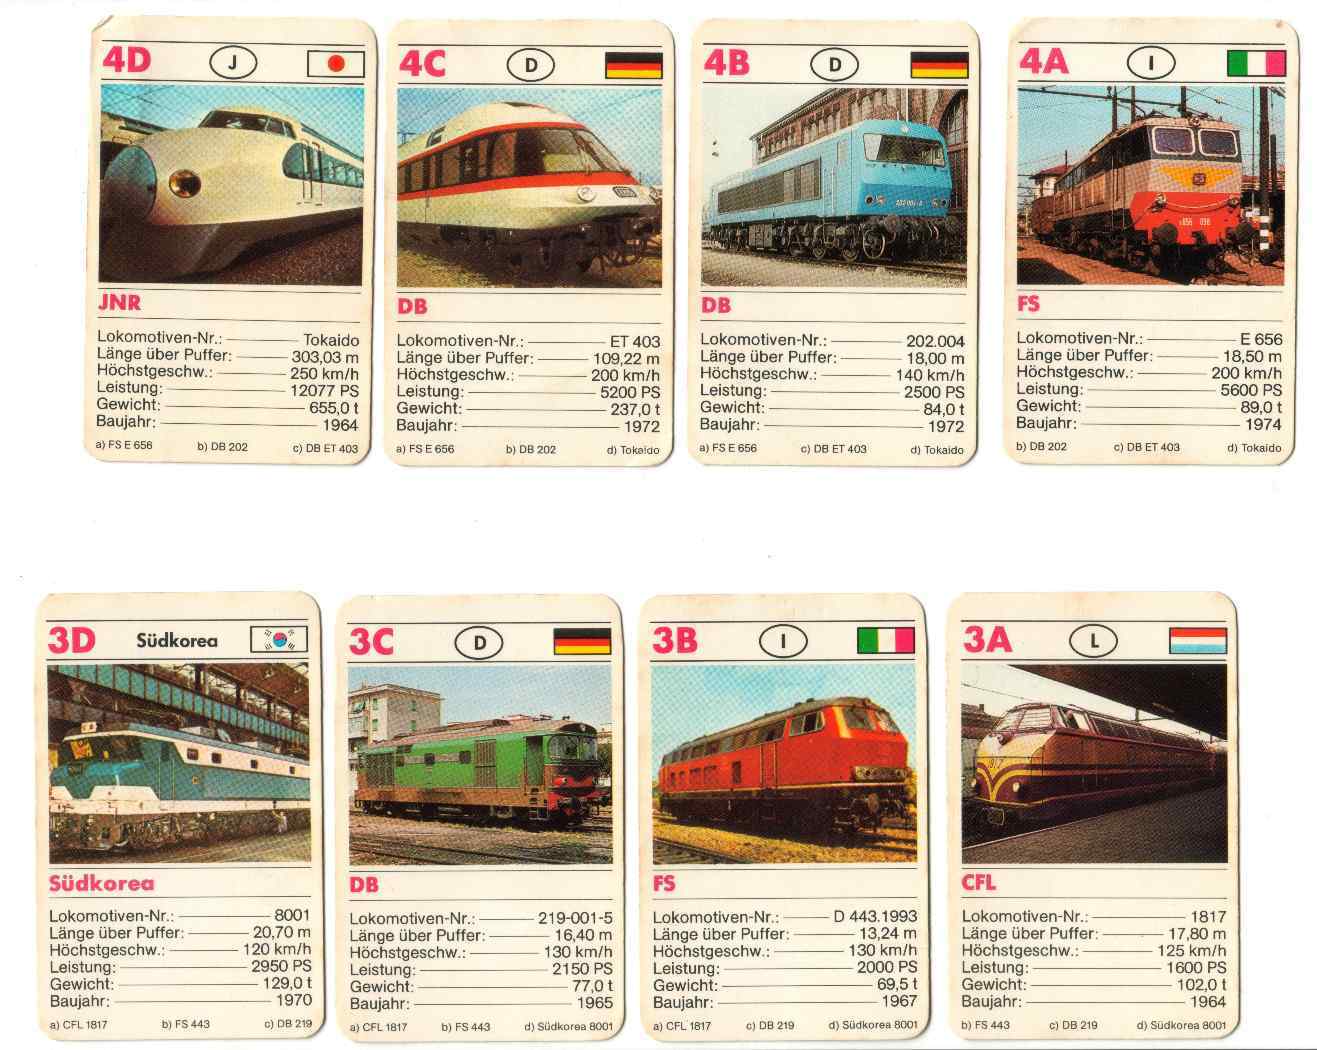 4D J
JNR
Lokomotiven-Nr.: Tokaido
Länge über Puffer: 303,03 m
Höchstgeschw.: 250 km/h
Leistung: 12077 PS
Gewicht: 655,0 t
Baujahr: 1964
a) FS E 656 b) DB 202 c) DB ET 403
4C D
DB
Lokomotiven-Nr.: ET 403
Länge über Puffer: 109,22 m
Höchstgeschw.: 200 km/h
Leistung: 5200 PS
Gewicht: 237,0 t
Baujahr: 1972
a) FS E 656 b) DB 202 d) Tokaido
4B D
202 004-8
DB
Lokomotiven-Nr.: 202.004
Länge über Puffer: 18,00 m
Höchstgeschw.: 140 km/h
Leistung: 2500 PS
Gewicht: 84,0 t
Baujahr: 1972
a) FS E 656 c) DB ET 403 d) Tokaido
4A I
FS
Lokomotiven-Nr.: E 656
Länge über Puffer: 18,50 m
Höchstgeschw.: 200 km/h
Leistung: 5600 PS
Gewicht: 89,0 t
Baujahr: 1974
b) DB 202 c) DB ET 403 d) Tokaido
3D Südkorea
Südkorea
Lokomotiven-Nr.: 8001
Länge über Puffer: 20,70 m
Höchstgeschw.: 120 km/h
Leistung: 2950 PS
Gewicht: 129,0 t
Baujahr: 1970
a) CFL 1817 b) FS 443 c) DB 219
3C D
DB
Lokomotiven-Nr.: 219-001-5
Länge über Puffer: 16,40 m
Höchstgeschw.: 130 km/h
Leistung: 2150 PS
Gewicht: 77,0 t
Baujahr: 1965
a) CFL 1817 b) FS 443 d) Südkorea 8001
3B I
FS
Lokomotiven-Nr.: D 443.1993
Länge über Puffer: 13,24 m
Höchstgeschw.: 130 km/h
Leistung: 2000 PS
Gewicht: 69,5 t
Baujahr: 1967
a) CFL 1817 c) DB 219 d) Südkorea 8001
3A L
1817
CFL
Lokomotiven-Nr.: 1817
Länge über Puffer: 17,80 m
Höchstgeschw.: 125 km/h
Leistung: 1600 PS
Gewicht: 102,0 t
Baujahr: 1964
b) FS 443 c) DB 219 d) Südkorea 8001